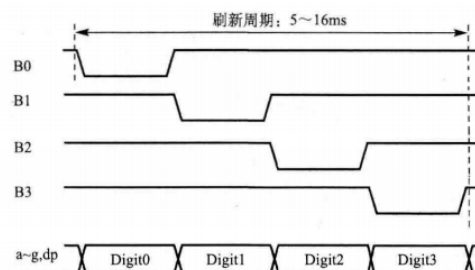 刷新周期：5～16ms
B0
B1
B2
B3
a~g,dp Digit0 Digit1 Digit2 Digit3